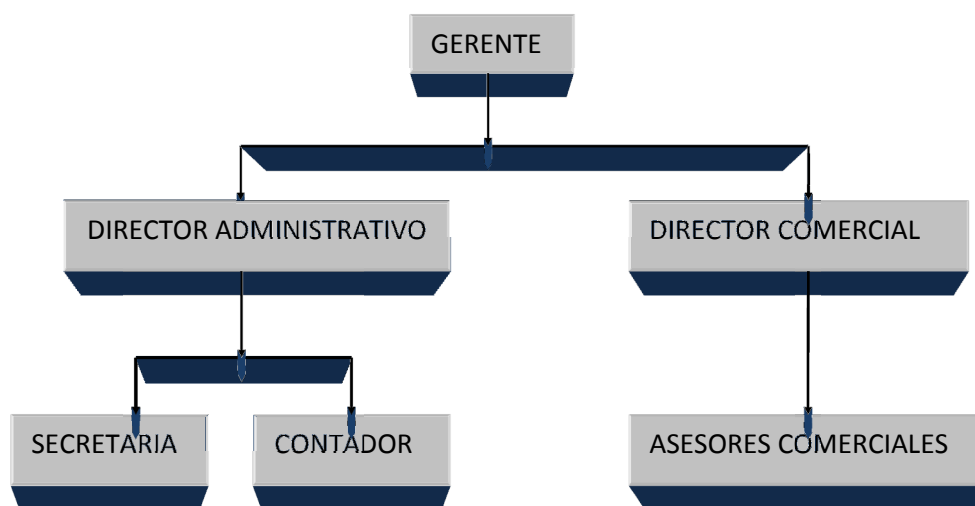 GERENTE
DIRECTOR ADMINISTRATIVO
DIRECTOR COMERCIAL
SECRETARIA
CONTADOR
ASESORES COMERCIALES